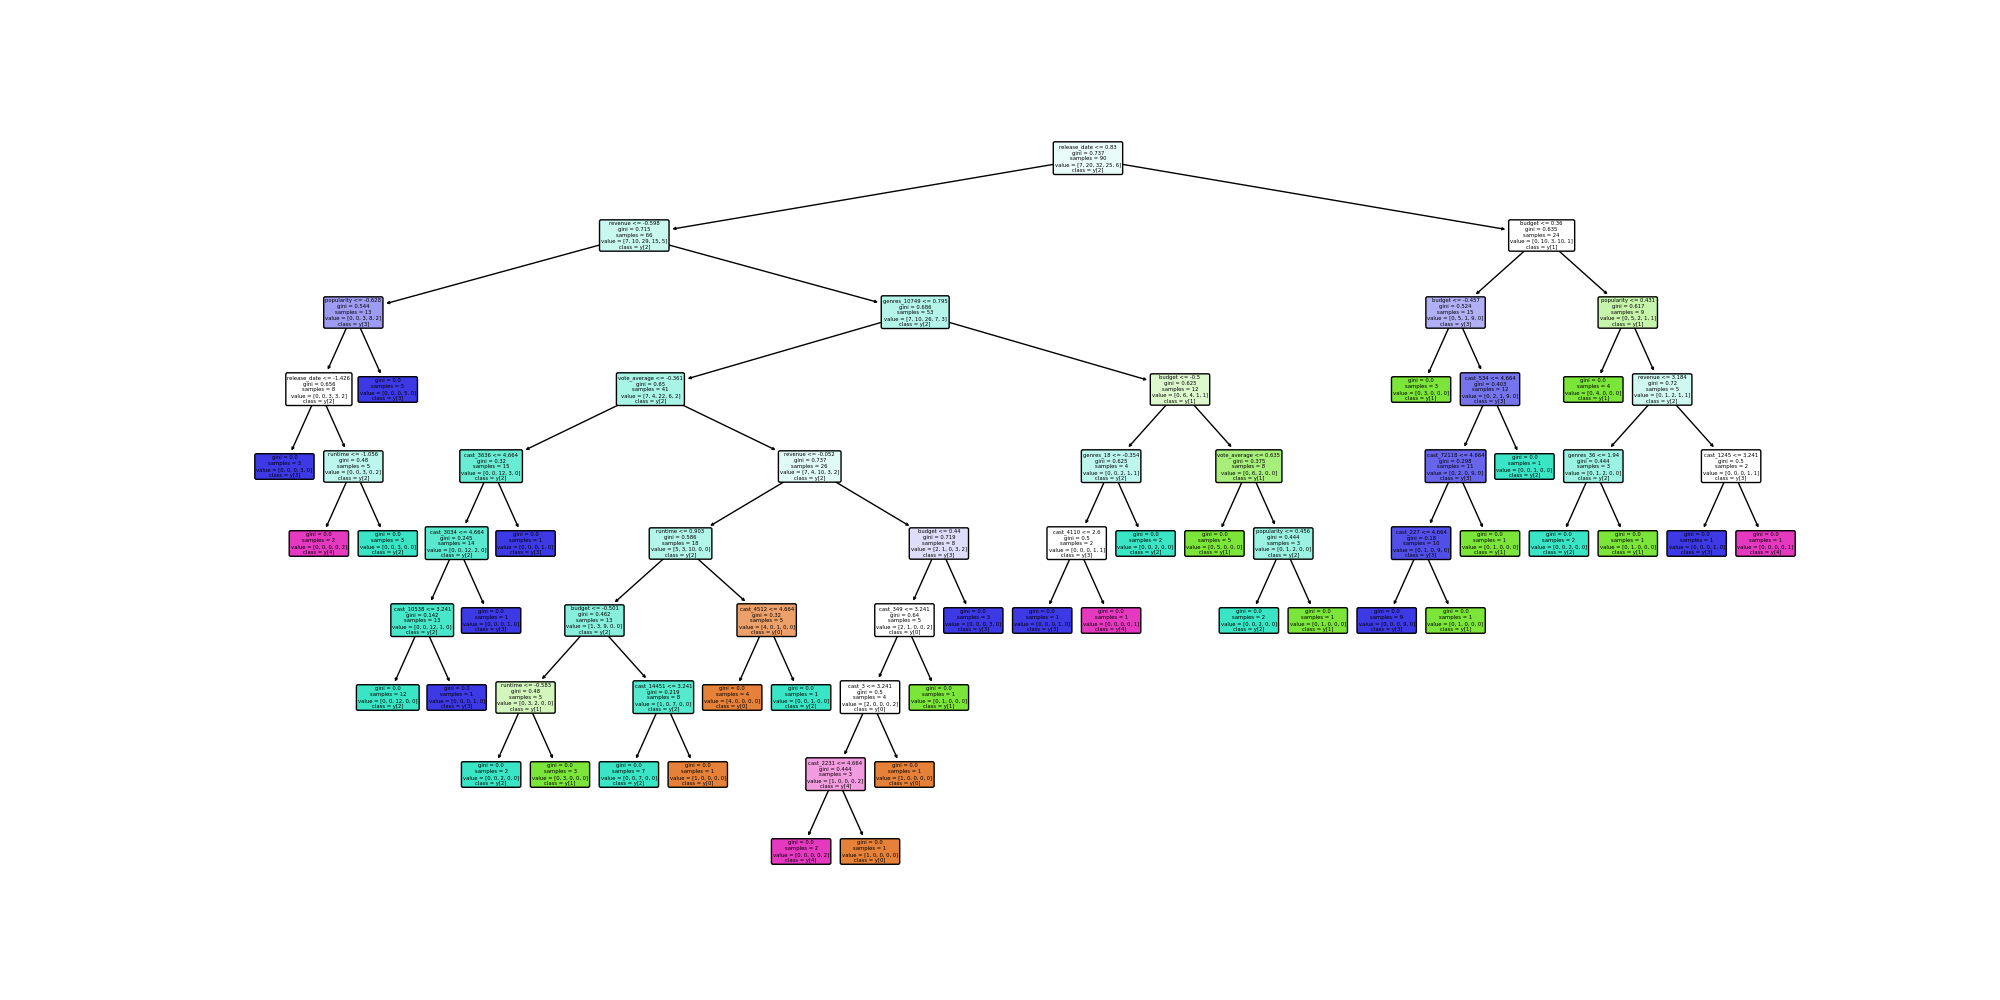 release_date <= 0.83
gini = 0.737
samples = 90
value = [7, 20, 32, 25, 6]
class = y[2]
revenue <= -0.598
gini = 0.715
samples = 66
value = [7, 10, 29, 15, 5]
class = y[2]
budget <= 0.36
gini = 0.635
samples = 24
value = [0, 10, 3, 10, 1]
class = y[1]
popularity <= -0.628
gini = 0.544
samples = 13
value = [0, 0, 3, 8, 2]
class = y[3]
genres_10749 <= 0.795
gini = 0.686
samples = 53
value = [7, 10, 26, 7, 3]
class = y[2]
budget <= -0.457
gini = 0.524
samples = 15
value = [0, 5, 1, 9, 0]
class = y[3]
popularity <= 0.431
gini = 0.617
samples = 9
value = [0, 5, 2, 1, 1]
class = y[1]
release_date <= -1.426
gini = 0.656
samples = 8
value = [0, 0, 3, 3, 2]
class = y[2]
gini = 0.0
samples = 5
value = [0, 0, 0, 5, 0]
class = y[3]
vote_average <= -0.361
gini = 0.65
samples = 41
value = [7, 4, 22, 6, 2]
class = y[2]
budget <= -0.5
gini = 0.625
samples = 12
value = [0, 6, 4, 1, 1]
class = y[1]
gini = 0.0
samples = 3
value = [0, 3, 0, 0, 0]
class = y[1]
cast_534 <= 4.664
gini = 0.403
samples = 12
value = [0, 2, 1, 9, 0]
class = y[3]
gini = 0.0
samples = 4
value = [0, 4, 0, 0, 0]
class = y[1]
revenue <= 3.184
gini = 0.72
samples = 5
value = [0, 1, 2, 1, 1]
class = y[2]
gini = 0.0
samples = 3
value = [0, 0, 0, 3, 0]
class = y[3]
runtime <= -1.056
gini = 0.48
samples = 5
value = [0, 0, 3, 0, 2]
class = y[2]
cast_3636 <= 4.664
gini = 0.32
samples = 15
value = [0, 0, 12, 3, 0]
class = y[2]
revenue <= -0.052
gini = 0.737
samples = 26
value = [7, 4, 10, 3, 2]
class = y[2]
genres_18 <= -0.354
gini = 0.625
samples = 4
value = [0, 0, 2, 1, 1]
class = y[2]
vote_average <= 0.635
gini = 0.375
samples = 8
value = [0, 6, 2, 0, 0]
class = y[1]
cast_72118 <= 4.664
gini = 0.298
samples = 11
value = [0, 2, 0, 9, 0]
class = y[3]
gini = 0.0
samples = 1
value = [0, 0, 1, 0, 0]
class = y[2]
genres_36 <= 1.94
gini = 0.444
samples = 3
value = [0, 1, 2, 0, 0]
class = y[2]
cast_1245 <= 3.241
gini = 0.5
samples = 2
value = [0, 0, 0, 1, 1]
class = y[3]
gini = 0.0
samples = 2
value = [0, 0, 0, 0, 2]
class = y[4]
gini = 0.0
samples = 3
value = [0, 0, 3, 0, 0]
class = y[2]
cast_3034 <= 4.664
gini = 0.245
samples = 14
value = [0, 0, 12, 2, 0]
class = y[2]
gini = 0.0
samples = 1
value = [0, 0, 0, 1, 0]
class = y[3]
runtime <= 0.903
gini = 0.586
samples = 18
value = [5, 3, 10, 0, 0]
class = y[2]
budget <= 0.44
gini = 0.719
samples = 8
value = [2, 1, 0, 3, 2]
class = y[3]
cast_4110 <= 2.6
gini = 0.5
samples = 2
value = [0, 0, 0, 1, 1]
class = y[3]
gini = 0.0
samples = 2
value = [0, 0, 2, 0, 0]
class = y[2]
gini = 0.0
samples = 5
value = [0, 5, 0, 0, 0]
class = y[1]
popularity <= 0.456
gini = 0.444
samples = 3
value = [0, 1, 2, 0, 0]
class = y[2]
cast_227 <= 4.664
gini = 0.18
samples = 10
value = [0, 1, 0, 9, 0]
class = y[3]
gini = 0.0
samples = 1
value = [0, 1, 0, 0, 0]
class = y[1]
gini = 0.0
samples = 2
value = [0, 0, 2, 0, 0]
class = y[2]
gini = 0.0
samples = 1
value = [0, 1, 0, 0, 0]
class = y[1]
gini = 0.0
samples = 1
value = [0, 0, 0, 1, 0]
class = y[3]
gini = 0.0
samples = 1
value = [0, 0, 0, 0, 1]
class = y[4]
cast_10538 <= 3.241
gini = 0.142
samples = 13
value = [0, 0, 12, 1, 0]
class = y[2]
gini = 0.0
samples = 1
value = [0, 0, 0, 1, 0]
class = y[3]
budget <= -0.501
gini = 0.462
samples = 13
value = [1, 3, 9, 0, 0]
class = y[2]
cast_4512 <= 4.664
gini = 0.32
samples = 5
value = [4, 0, 1, 0, 0]
class = y[0]
cast_349 <= 3.241
gini = 0.64
samples = 5
value = [2, 1, 0, 0, 2]
class = y[0]
gini = 0.0
samples = 3
value = [0, 0, 0, 3, 0]
class = y[3]
gini = 0.0
samples = 1
value = [0, 0, 0, 1, 0]
class = y[3]
gini = 0.0
samples = 1
value = [0, 0, 0, 0, 1]
class = y[4]
gini = 0.0
samples = 2
value = [0, 0, 2, 0, 0]
class = y[2]
gini = 0.0
samples = 1
value = [0, 1, 0, 0, 0]
class = y[1]
gini = 0.0
samples = 9
value = [0, 0, 0, 9, 0]
class = y[3]
gini = 0.0
samples = 1
value = [0, 1, 0, 0, 0]
class = y[1]
gini = 0.0
samples = 12
value = [0, 0, 12, 0, 0]
class = y[2]
gini = 0.0
samples = 1
value = [0, 0, 0, 1, 0]
class = y[3]
runtime <= -0.583
gini = 0.48
samples = 5
value = [0, 3, 2, 0, 0]
class = y[1]
cast_14451 <= 3.241
gini = 0.219
samples = 8
value = [1, 0, 7, 0, 0]
class = y[2]
gini = 0.0
samples = 4
value = [4, 0, 0, 0, 0]
class = y[0]
gini = 0.0
samples = 1
value = [0, 0, 1, 0, 0]
class = y[2]
cast_3 <= 3.241
gini = 0.5
samples = 4
value = [2, 0, 0, 0, 2]
class = y[0]
gini = 0.0
samples = 1
value = [0, 1, 0, 0, 0]
class = y[1]
gini = 0.0
samples = 2
value = [0, 0, 2, 0, 0]
class = y[2]
gini = 0.0
samples = 3
value = [0, 3, 0, 0, 0]
class = y[1]
gini = 0.0
samples = 7
value = [0, 0, 7, 0, 0]
class = y[2]
gini = 0.0
samples = 1
value = [1, 0, 0, 0, 0]
class = y[0]
cast_2231 <= 4.664
gini = 0.444
samples = 3
value = [1, 0, 0, 0, 2]
class = y[4]
gini = 0.0
samples = 1
value = [1, 0, 0, 0, 0]
class = y[0]
gini = 0.0
samples = 2
value = [0, 0, 0, 0, 2]
class = y[4]
gini = 0.0
samples = 1
value = [1, 0, 0, 0, 0]
class = y[0]